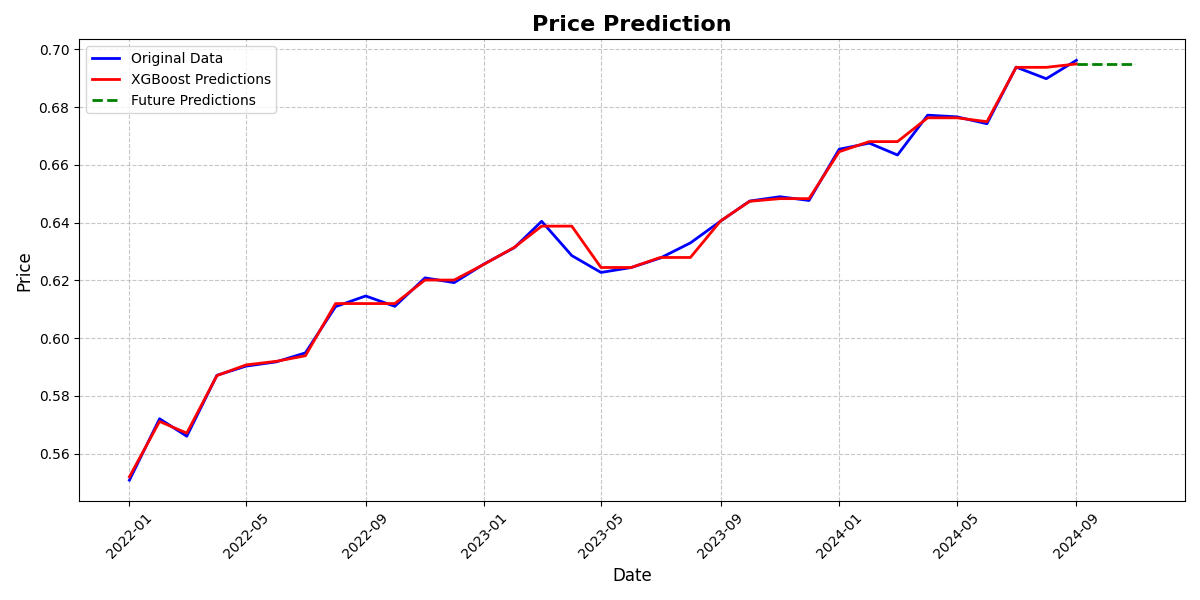 Price Prediction
Original Data
XGBoost Predictions
Future Predictions
Price
0.70
0.68
0.66
0.64
0.62
0.60
0.58
0.56
2022-01
2022-05
2022-09
2023-01
2023-05
2023-09
2024-01
2024-05
2024-09
Date